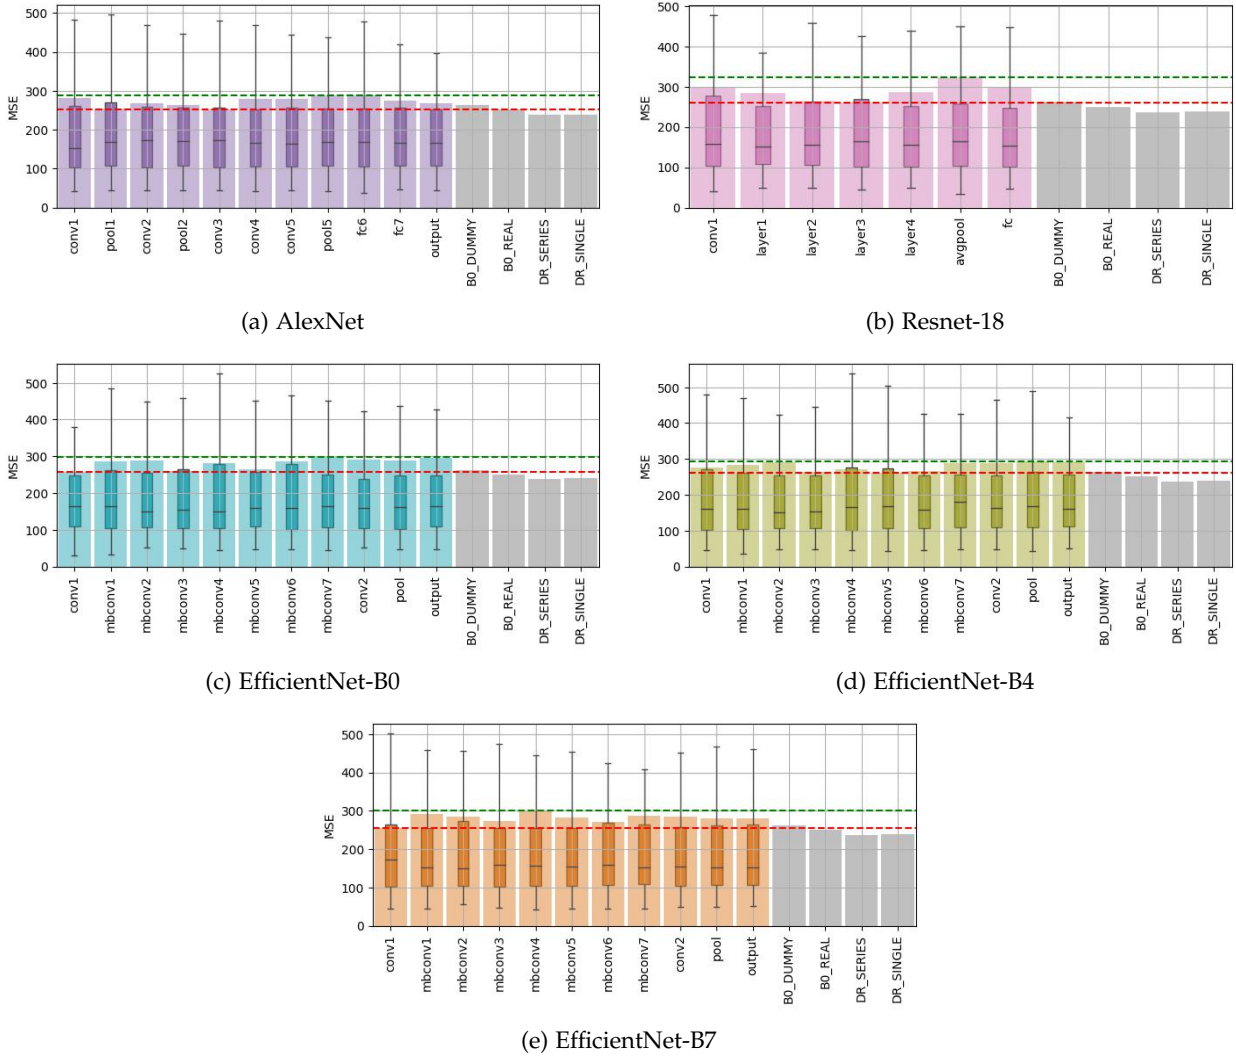 500
400
300
200
100
0
MSE
conv1
pool1
conv2
pool2
conv3
conv4
conv5
pool5
fc6
fc7
output
B0_DUMMY
B0_REAL
DR_SERIES
DR_SINGLE
(a) AlexNet
500
400
300
200
100
0
MSE
conv1
layer1
layer2
layer3
layer4
avgpool
fc
B0_DUMMY
B0_REAL
DR_SERIES
DR_SINGLE
(b) Resnet-18
500
400
300
200
100
0
MSE
conv1
mbconv1
mbconv2
mbconv3
mbconv4
mbconv5
mbconv6
mbconv7
conv2
pool
output
B0_DUMMY
B0_REAL
DR_SERIES
DR_SINGLE
(c) EfficientNet-B0
500
400
300
200
100
0
MSE
conv1
mbconv1
mbconv2
mbconv3
mbconv4
mbconv5
mbconv6
mbconv7
conv2
pool
output
B0_DUMMY
B0_REAL
DR_SERIES
DR_SINGLE
(d) EfficientNet-B4
500
400
300
200
100
0
MSE
conv1
mbconv1
mbconv2
mbconv3
mbconv4
mbconv5
mbconv6
mbconv7
conv2
pool
output
B0_DUMMY
B0_REAL
DR_SERIES
DR_SINGLE
(e) EfficientNet-B7